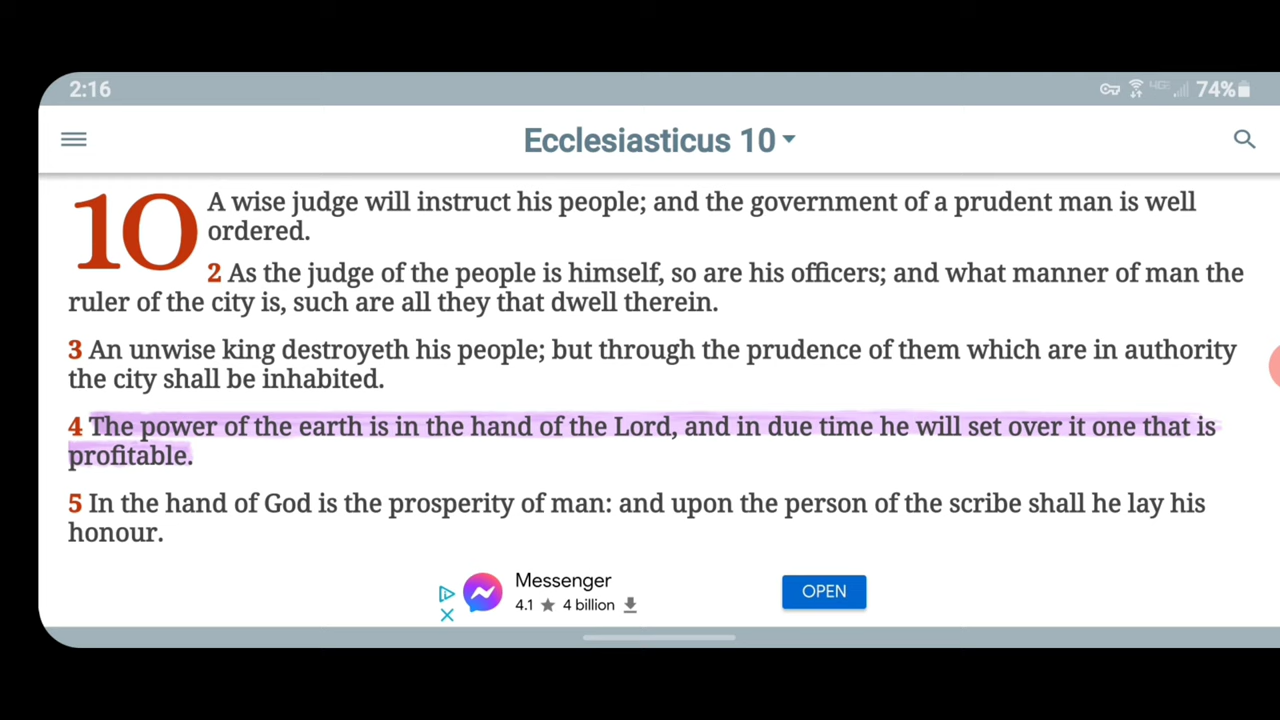 2:16
4G 74%
Ecclesiasticus 10
10 A wise judge will instruct his people; and the government of a prudent man is well
ordered.
2 As the judge of the people is himself, so are his officers; and what manner of man the
ruler of the city is, such are all they that dwell therein.
3 An unwise king destroyeth his people; but through the prudence of them which are in authority
the city shall be inhabited.
4 The power of the earth is in the hand of the Lord, and in due time he will set over it one that is
profitable.
5 In the hand of God is the prosperity of man: and upon the person of the scribe shall he lay his
honour.
Messenger
4.1 ★ 4 billion
OPEN